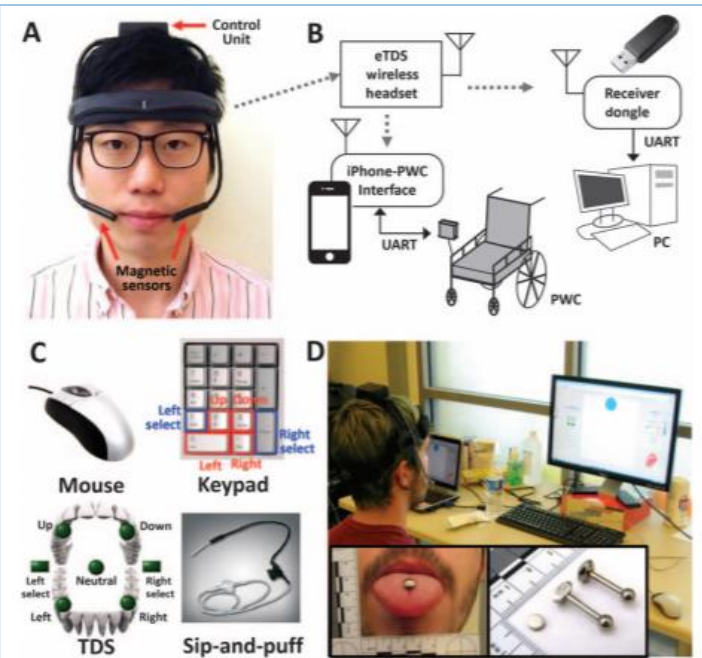 A
Control
Unit
Magnetic
sensors
B
eTDS
wireless
headset
Receiver
dongle
UART
iPhone-PWC
Interface
UART
PC
PWC
C
Mouse
Up Down
Left
select
Right
select
Left Right
Keypad
Up
Down
Left
select
Neutral
Right
select
Left
Right
TDS
Sip-and-puff
D